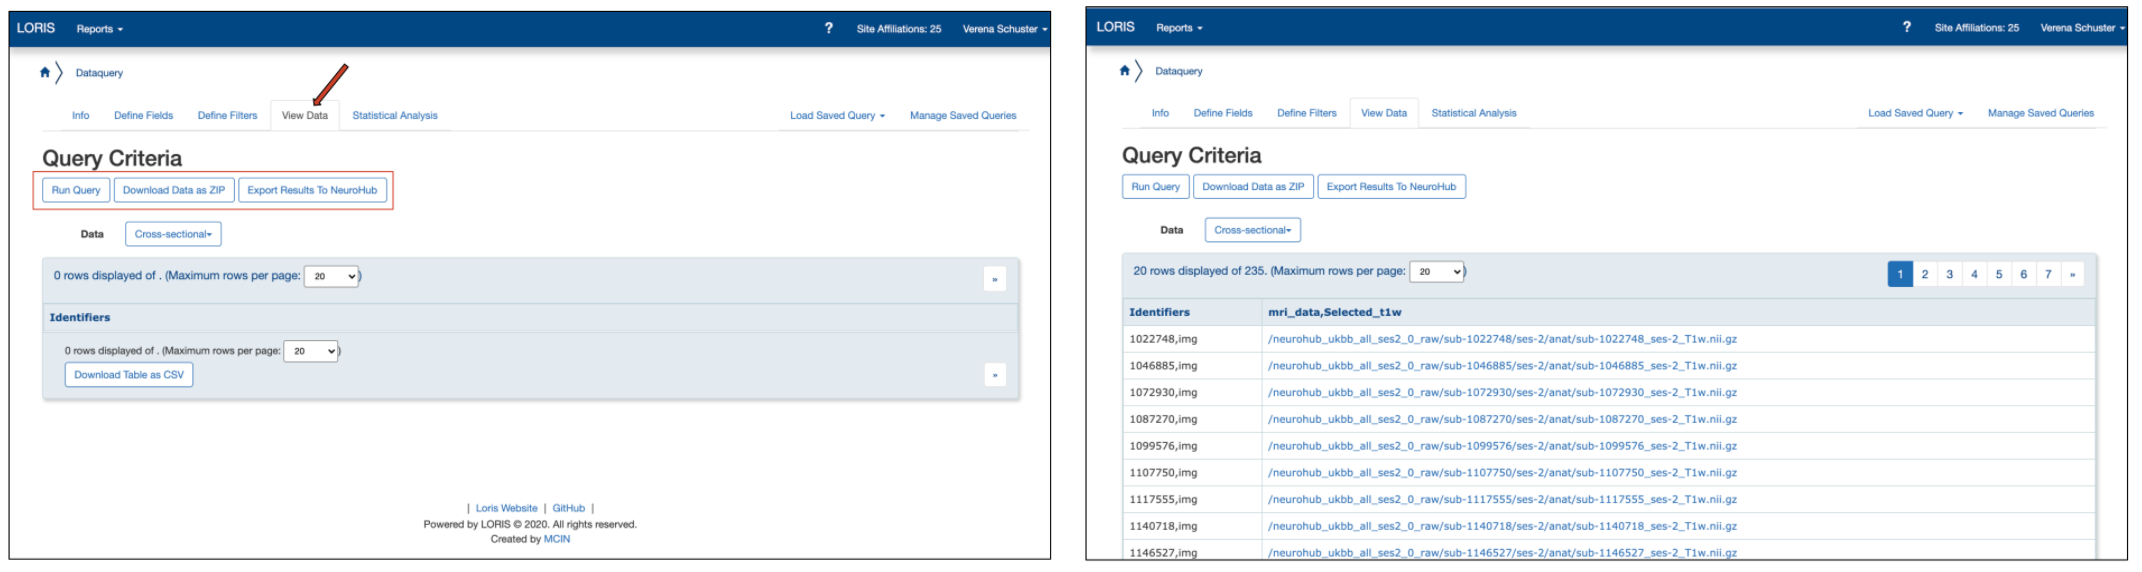 LORIS Reports ? Site Affiliations: 25 Verena Schuster
Dataquery
Info Define Fields Define Filters View Data Statistical Analysis Load Saved Query Manage Saved Queries
Query Criteria
Run Query Download Data as ZIP Export Results To NeuroHub
Data Cross-sectional
0 rows displayed of . (Maximum rows per page: 20 ) »
Identifiers
0 rows displayed of . (Maximum rows per page: 20 )
Download Table as CSV »
| Loris Website | GitHub |
Powered by LORIS © 2020. All rights reserved.
Created by MCIN
LORIS Reports ? Site Affiliations: 25 Verena Schuster
Dataquery
Info Define Fields Define Filters View Data Statistical Analysis Load Saved Query Manage Saved Queries
Query Criteria
Run Query Download Data as ZIP Export Results To NeuroHub
Data Cross-sectional
20 rows displayed of 235. (Maximum rows per page: 20 ) 1 2 3 4 5 6 7 »
Identifiers mri_data,Selected_t1w
1022748,img /neurohub_ukbb_all_ses2_0_raw/sub-1022748/ses-2/anat/sub-1022748_ses-2_T1w.nii.gz
1046885,img /neurohub_ukbb_all_ses2_0_raw/sub-1046885/ses-2/anat/sub-1046885_ses-2_T1w.nii.gz
1072930,img /neurohub_ukbb_all_ses2_0_raw/sub-1072930/ses-2/anat/sub-1072930_ses-2_T1w.nii.gz
1087270,img /neurohub_ukbb_all_ses2_0_raw/sub-1087270/ses-2/anat/sub-1087270_ses-2_T1w.nii.gz
1099576,img /neurohub_ukbb_all_ses2_0_raw/sub-1099576/ses-2/anat/sub-1099576_ses-2_T1w.nii.gz
1107750,img /neurohub_ukbb_all_ses2_0_raw/sub-1107750/ses-2/anat/sub-1107750_ses-2_T1w.nii.gz
1117555,img /neurohub_ukbb_all_ses2_0_raw/sub-1117555/ses-2/anat/sub-1117555_ses-2_T1w.nii.gz
1140718,img /neurohub_ukbb_all_ses2_0_raw/sub-1140718/ses-2/anat/sub-1140718_ses-2_T1w.nii.gz
1146527,img /neurohub_ukbb_all_ses2_0_raw/sub-1146527/ses-2/anat/sub-1146527_ses-2_T1w.nii.gz